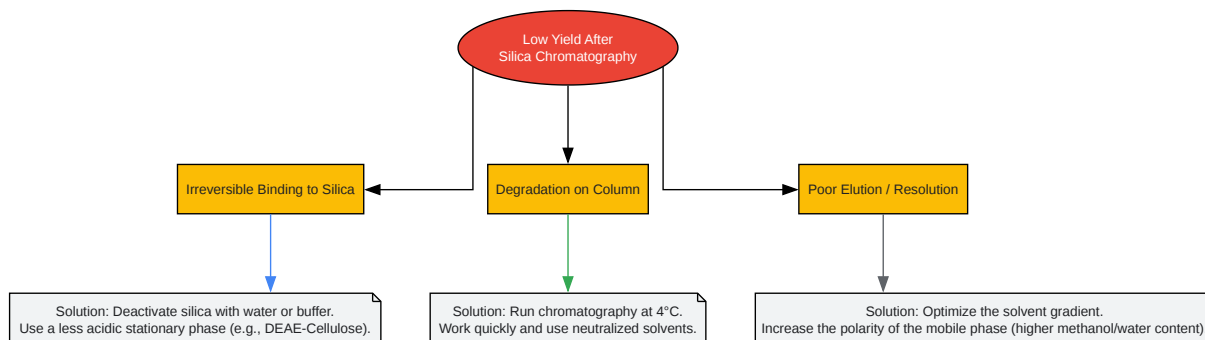 Low Yield After
Silica Chromatography
Irreversible Binding to Silica
Degradation on Column
Poor Elution / Resolution
Solution: Deactivate silica with water or buffer.
Use a less acidic stationary phase (e.g., DEAE-Cellulose).
Solution: Run chromatography at 4°C.
Work quickly and use neutralized solvents.
Solution: Optimize the solvent gradient.
Increase the polarity of the mobile phase (higher methanol/water content)